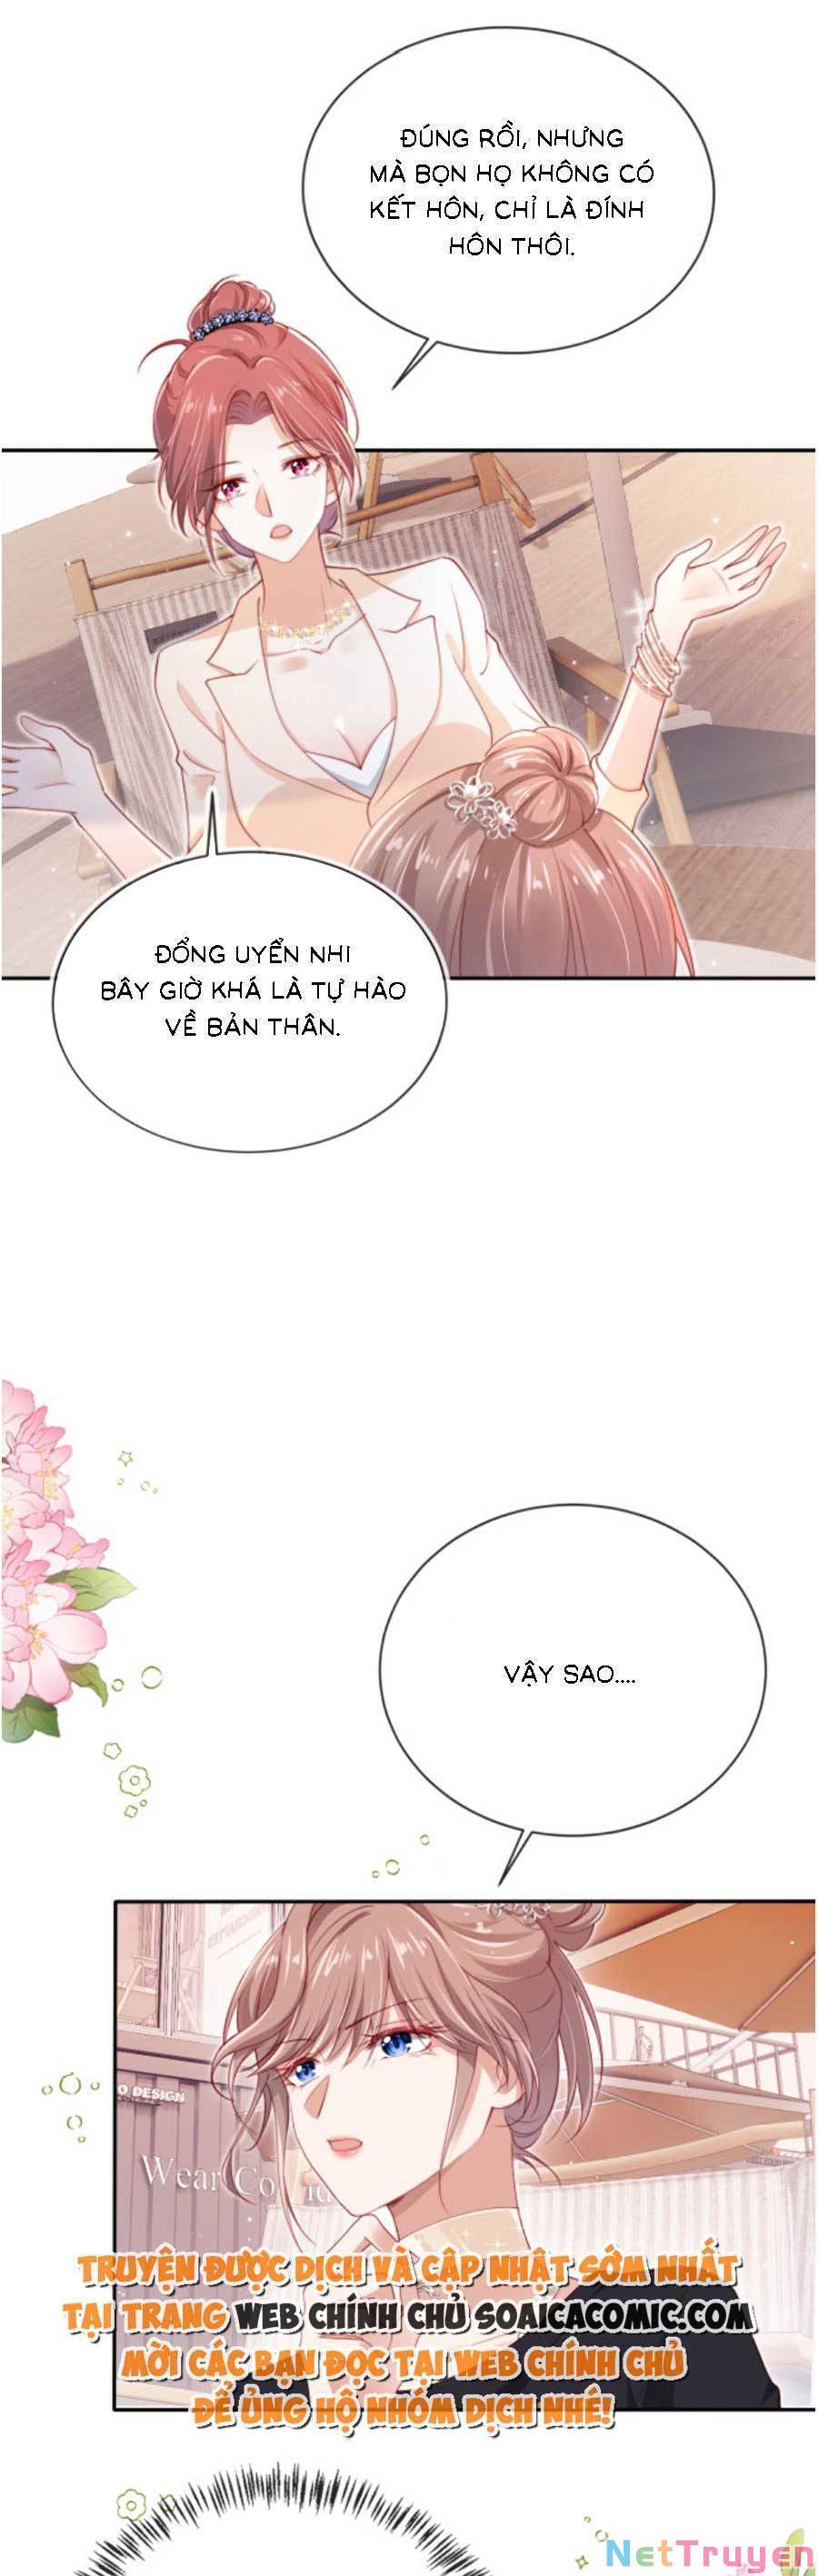 ĐÚNG RỒI, NHƯNG
MÀ BỌN HỌ KHÔNG CÓ
KẾT HÔN, CHỈ LÀ ĐÍNH
HÔN THÔI.
ĐỔNG UYỂN NHI
BÂY GIỜ KHÁ LÀ TỰ HÀO
VỀ BẢN THÂN.
VẬY SAO....
O DESIGN
Wear Co
TRUYỆN ĐƯỢC DỊCH VÀ CẬP NHẬT SỚM NHẤT
TẠI TRANG WEB CHÍNH CHỦ SOAICACOMIC.COM
MỜI CÁC BẠN ĐỌC TẠI WEB CHÍNH CHỦ
ĐỂ ỦNG HỘ NHÓM DỊCH NHÉ!
NetTruyen